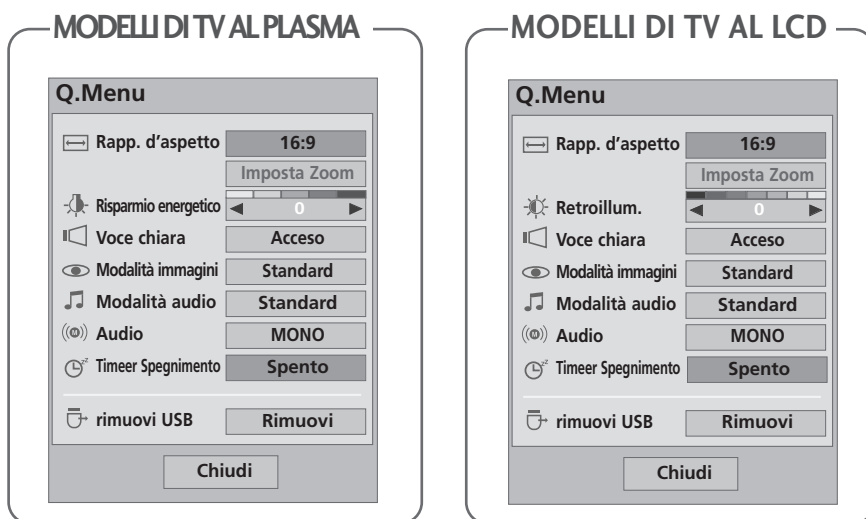 MODELLI DI TV AL PLASMA
Q.Menu
Rapp. d'aspetto 16:9
Imposta Zoom
Risparmio energetico ◄ 0 ►
Voce chiara Acceso
Modalità immagini Standard
Modalità audio Standard
Audio MONO
Timeer Spegnimento Spento
rimuovi USB Rimuovi
Chiudi
MODELLI DI TV AL LCD
Q.Menu
Rapp. d'aspetto 16:9
Imposta Zoom
Retroillum. ◄ 0 ►
Voce chiara Acceso
Modalità immagini Standard
Modalità audio Standard
Audio MONO
Timeer Spegnimento Spento
rimuovi USB Rimuovi
Chiudi